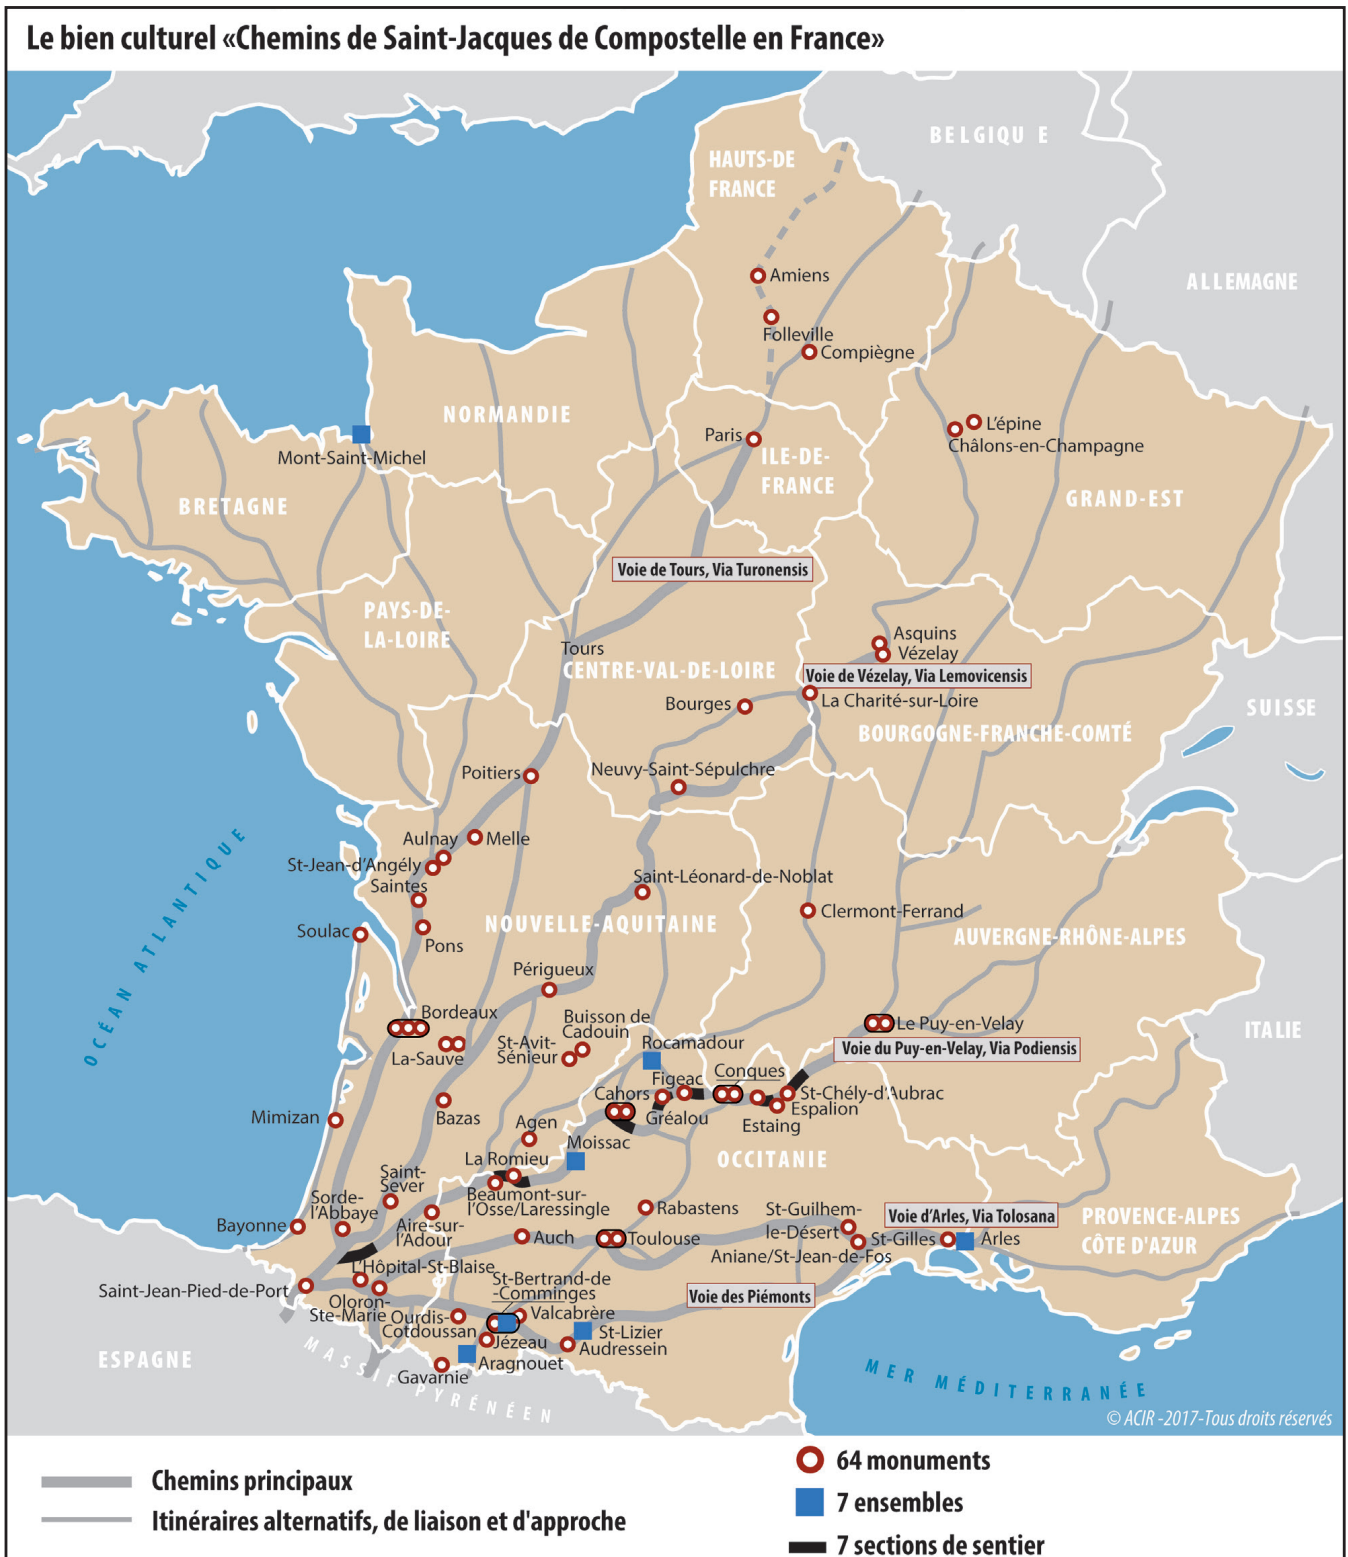 Le bien culturel «Chemins de Saint-Jacques de Compostelle en France»
BELGIQU E
HAUTS-DE
FRANCE
ALLEMAGNE
Amiens
Folleville
Compiègne
NORMANDIE
L'épine
Châlons-en-Champagne
Paris
ILE-DE-
FRANCE
Mont-Saint-Michel
GRAND-EST
BRETAGNE
Voie de Tours, Via Turonensis
PAYS-DE-
LA-LOIRE
Asquins
Vézelay
Tours
CENTRE-VAL-DE-LOIRE
Voie de Vézelay, Via Lemovicensis
Bourges
La Charité-sur-Loire
SUISSE
BOURGOGNE-FRANCHE-COMTÉ
Poitiers
Neuvy-Saint-Sépulchre
Aulnay
Melle
St-Jean-d'Angély
Saintes
Saint-Léonard-de-Noblat
Clermont-Ferrand
NOUVELLE-AQUITAINE
Soulac
Pons
AUVERGNE-RHÔNE-ALPES
OCÉAN ATLANTIQUE
Périgueux
Bordeaux
Buisson de
Cadouin
Le Puy-en-Velay
ITALIE
La-Sauve
St-Avit-
Sénieur
Rocamadour
Voie du Puy-en-Velay, Via Podiensis
Figeac
Conques
Cahors
St-Chély-d'Aubrac
Espalion
Mimizan
Bazas
Gréalou
Estaing
Agen
Moissac
La Romieu
OCCITANIE
Saint-
Sever
Beaumont-sur-
l'Osse/Laressingle
Sorde-
l'Abbaye
Rabastens
St-Guilhem-
le-Désert
Voie d'Arles, Via Tolosana
PROVENCE-ALPES
CÔTE D'AZUR
Bayonne
Aire-sur-
l'Adour
Auch
Toulouse
St-Gilles
Arles
Aniane/St-Jean-de-Fos
L'Hôpital-St-Blaise
Saint-Jean-Pied-de-Port
St-Bertrand-de
-Comminges
Voie des Piémonts
Oloron-
Ste-Marie
Ourdis-
Cotdoussan
Valcabrère
St-Lizier
Jézeau
Audressein
ESPAGNE
Aragnouet
Gavarnie
MASSIF PYRÉNÉEN
MER MÉDITERRANÉE
© ACIR -2017-Tous droits réservés
Chemins principaux
Itinéraires alternatifs, de liaison et d'approche
64 monuments
7 ensembles
7 sections de sentier